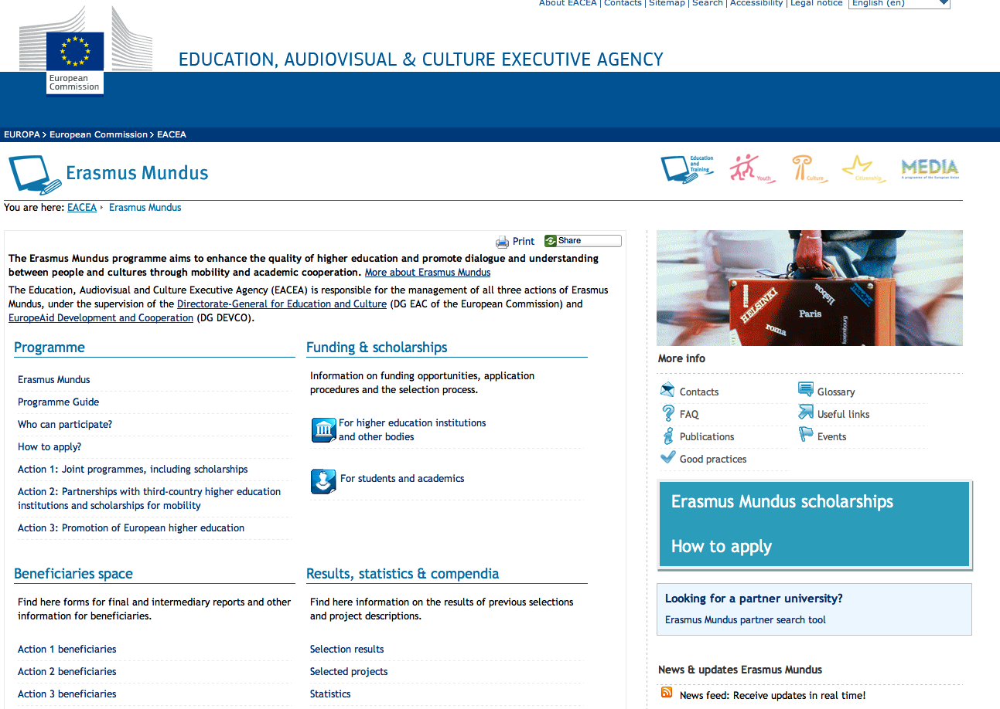 About EACEA | Contacts | Sitemap | Search | Accessibility | Legal notice English (en)
EDUCATION, AUDIOVISUAL & CULTURE EXECUTIVE AGENCY
European
Commission
EUROPA > European Commission > EACEA
Erasmus Mundus
Education
and
Training
Youth
Culture
Citizenship
MEDIA
A programme of the European Union
You are here: EACEA Erasmus Mundus
Print Share
The Erasmus Mundus programme aims to enhance the quality of higher education and promote dialogue and understanding
between people and cultures through mobility and academic cooperation. More about Erasmus Mundus
The Education, Audiovisual and Culture Executive Agency (EACEA) is responsible for the management of all three actions of Erasmus
Mundus, under the supervision of the Directorate-General for Education and Culture (DG EAC of the European Commission) and
EuropeAid Development and Cooperation (DG DEVCO).
Programme
Erasmus Mundus
Programme Guide
Who can participate?
How to apply?
Action 1: Joint programmes, including scholarships
Action 2: Partnerships with third-country higher education
institutions and scholarships for mobility
Action 3: Promotion of European higher education
Funding & scholarships
Information on funding opportunities, application
procedures and the selection process.
For higher education institutions
and other bodies
For students and academics
Beneficiaries space
Find here forms for final and intermediary reports and other
information for beneficiaries.
Action 1 beneficiaries
Action 2 beneficiaries
Action 3 beneficiaries
Results, statistics & compendia
Find here information on the results of previous selections
and project descriptions.
Selection results
Selected projects
Statistics
HELSINKI
lisboa
Paris
roma
luxembourg
More info
Contacts
Glossary
FAQ
Useful links
Publications
Events
Good practices
Erasmus Mundus scholarships
How to apply
Looking for a partner university?
Erasmus Mundus partner search tool
News & updates Erasmus Mundus
News feed: Receive updates in real time!